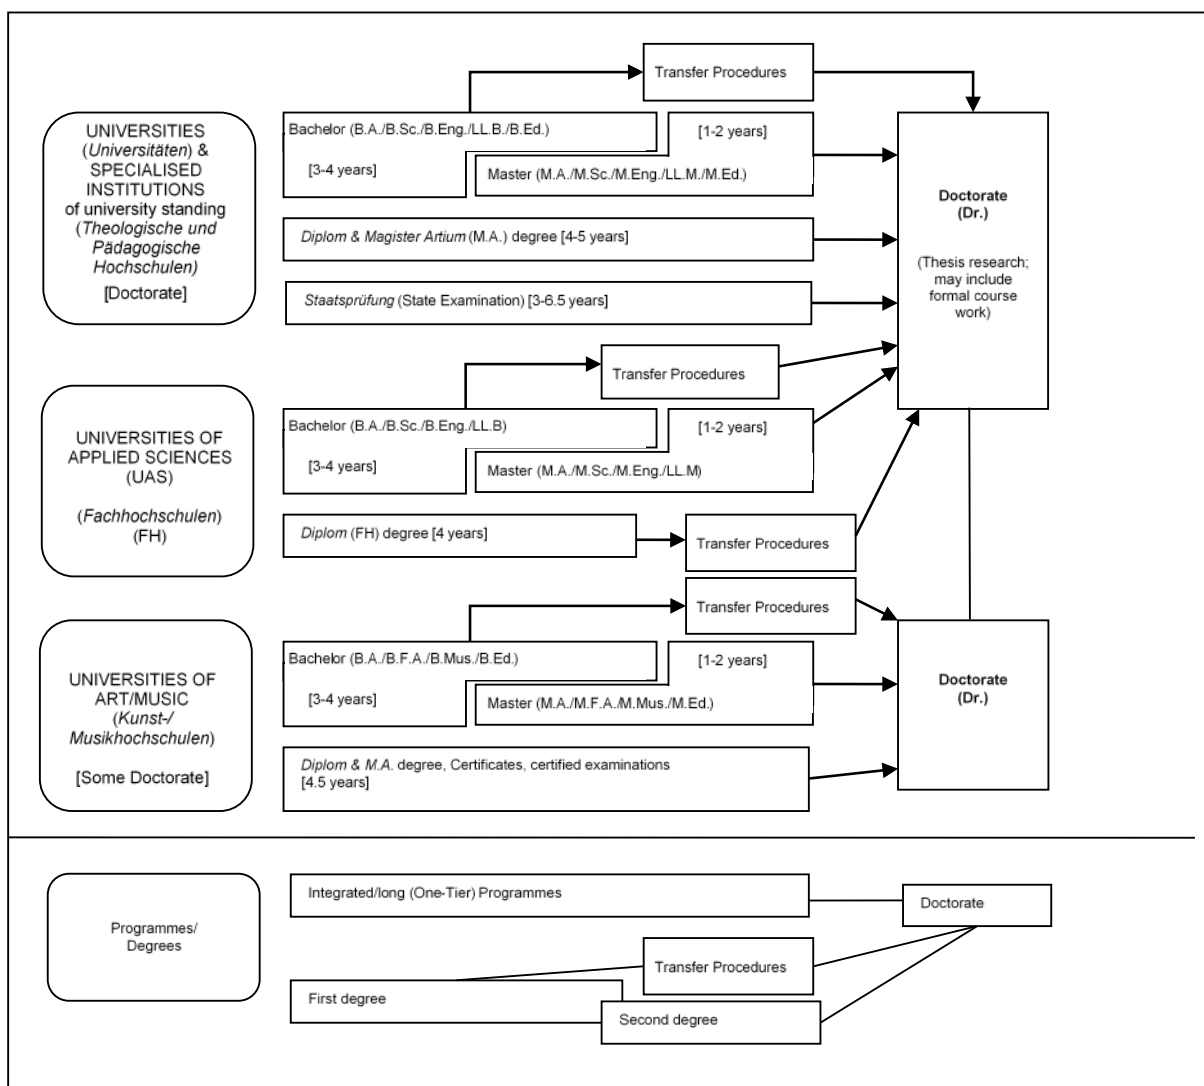 Transfer Procedures
UNIVERSITIES
(Universitäten) &
SPECIALISED
INSTITUTIONS
of university standing
(Theologische und
Pädagogische
Hochschulen)
[Doctorate]
Bachelor (B.A./B.Sc./B.Eng./LL.B./B.Ed.)
[3-4 years]
[1-2 years]
Master (M.A./M.Sc./M.Eng./LL.M./M.Ed.)
Diplom & Magister Artium (M.A.) degree [4-5 years]
Staatsprüfung (State Examination) [3-6.5 years]
Doctorate
(Dr.)
(Thesis research;
may include
formal course
work)
Transfer Procedures
UNIVERSITIES OF
APPLIED SCIENCES
(UAS)
(Fachhochschulen)
(FH)
Bachelor (B.A./B.Sc./B.Eng./LL.B)
[3-4 years]
[1-2 years]
Master (M.A./M.Sc./M.Eng./LL.M)
Diplom (FH) degree [4 years]
Transfer Procedures
Transfer Procedures
UNIVERSITIES OF
ART/MUSIC
(Kunst-/
Musikhochschulen)
[Some Doctorate]
Bachelor (B.A./B.F.A./B.Mus./B.Ed.)
[3-4 years]
[1-2 years]
Master (M.A./M.F.A./M.Mus./M.Ed.)
Diplom & M.A. degree, Certificates, certified examinations
[4.5 years]
Doctorate
(Dr.)
Programmes/
Degrees
Integrated/long (One-Tier) Programmes
Doctorate
Transfer Procedures
First degree
Second degree